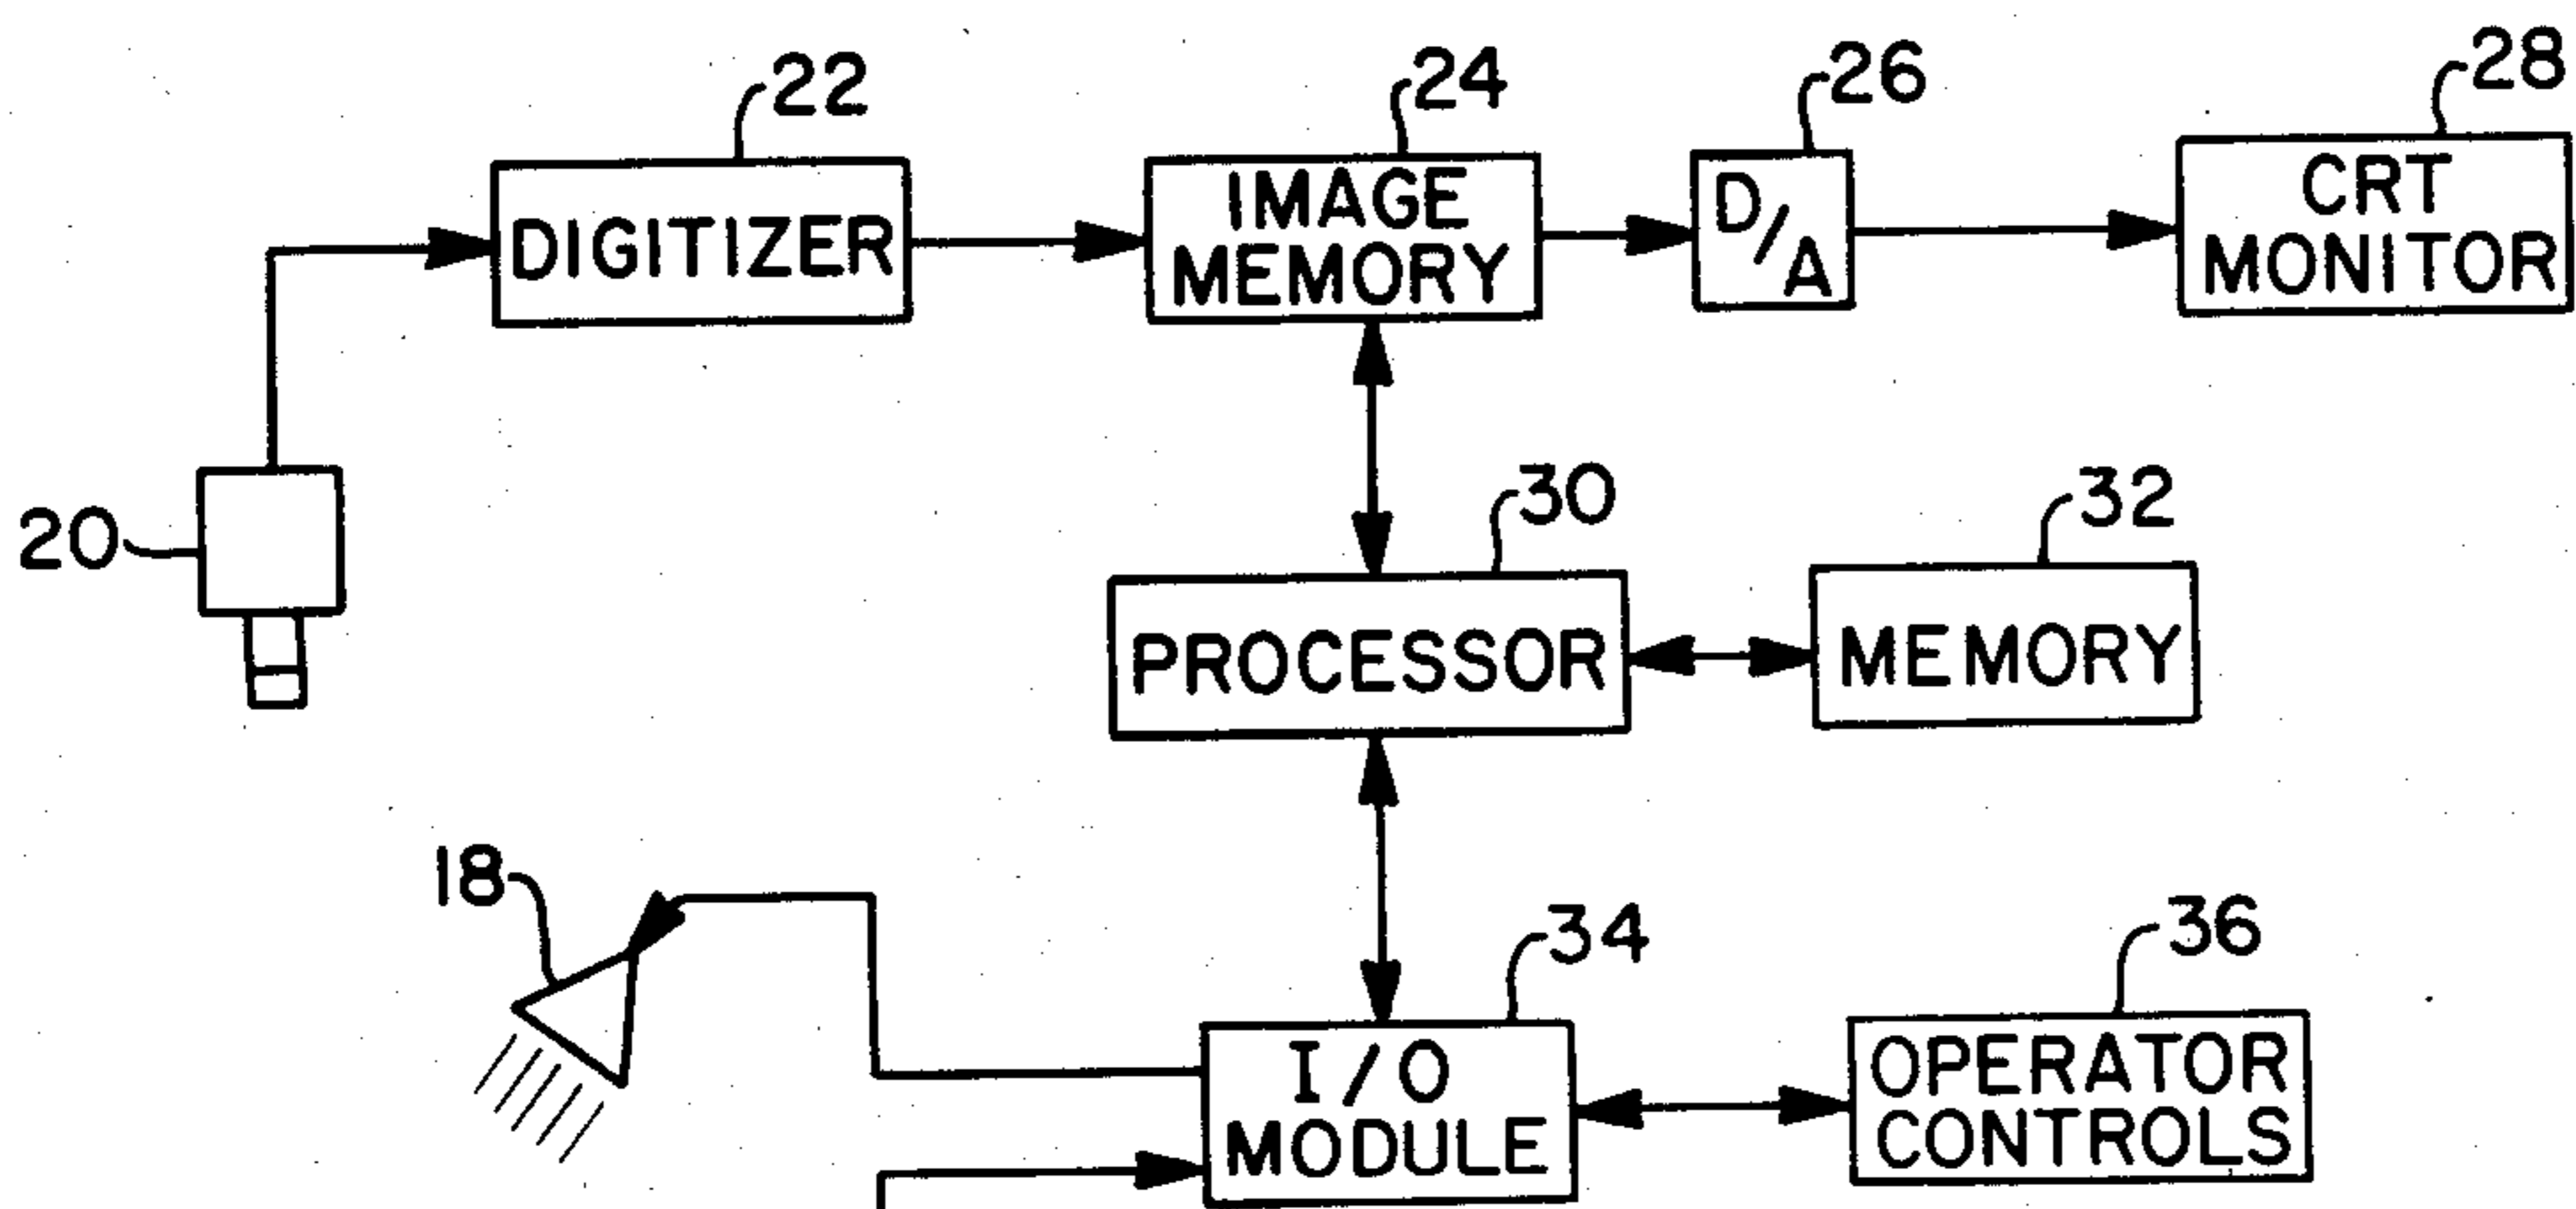 22
24
26
28
DIGITIZER
IMAGE
MEMORY
D/A
CRT
MONITOR
20
30
32
PROCESSOR
MEMORY
18
34
36
I/O
MODULE
OPERATOR
CONTROLS